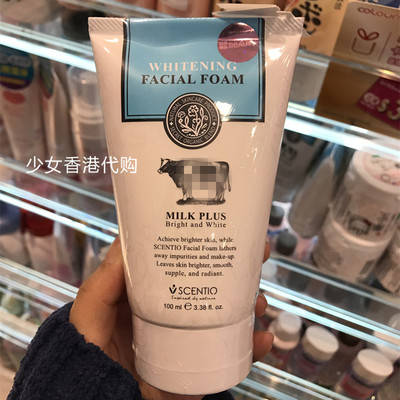 WHITENING
FACIAL FOAM
少女香港代购
MILK PLUS
Bright and White
Achieve brighter skin, while
SCENTIO Facial Foam lathers
away impurities and make-up.
Leaves skin brighter, smooth,
supple, and radiant.
SCENTIO
Inspired by nature
100 ml ℮ 3.38 fl. oz.